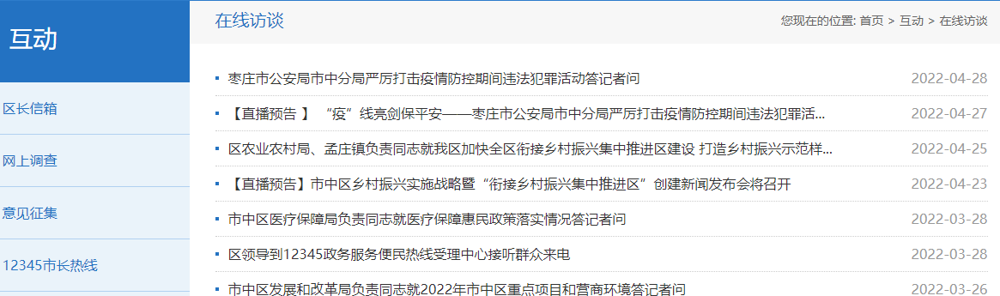 互动
区长信箱
网上调查
意见征集
12345市长热线
在线访谈
您现在的位置: 首页 > 互动 > 在线访谈
枣庄市公安局市中分局严厉打击疫情防控期间违法犯罪活动答记者问 2022-04-28
【直播预告 】 “疫”线亮剑保平安——枣庄市公安局市中分局严厉打击疫情防控期间违法犯罪活... 2022-04-27
区农业农村局、孟庄镇负责同志就我区加快全区衔接乡村振兴集中推进区建设 打造乡村振兴示范样... 2022-04-25
【直播预告】市中区乡村振兴实施战略暨“衔接乡村振兴集中推进区”创建新闻发布会将召开 2022-04-23
市中区医疗保障局负责同志就医疗保障惠民政策落实情况答记者问 2022-03-28
区领导到12345政务服务便民热线受理中心接听群众来电 2022-03-28
市中区发展和改革局负责同志就2022年市中区重点项目和营商环境答记者问 2022-03-26